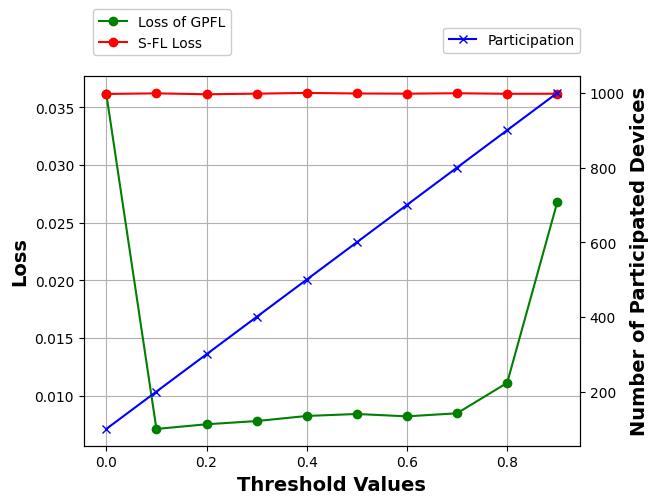 Loss of GPFL
S-FL Loss
Participation
0.035
0.030
0.025
0.020
0.015
0.010
Loss
1000
800
600
400
200
Number of Participated Devices
0.0 0.2 0.4 0.6 0.8
Threshold Values